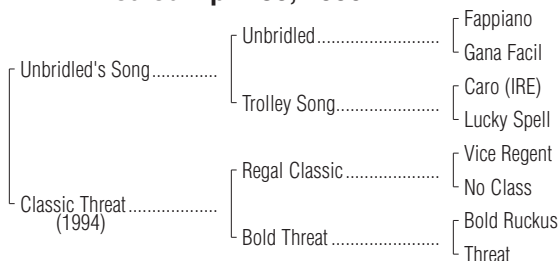 Fappiano
Unbridled
Gana Facil
Unbridled's Song
Caro (IRE)
Trolley Song
Lucky Spell
Vice Regent
Regal Classic
No Class
Classic Threat
(1994)
Bold Ruckus
Bold Threat
Threat